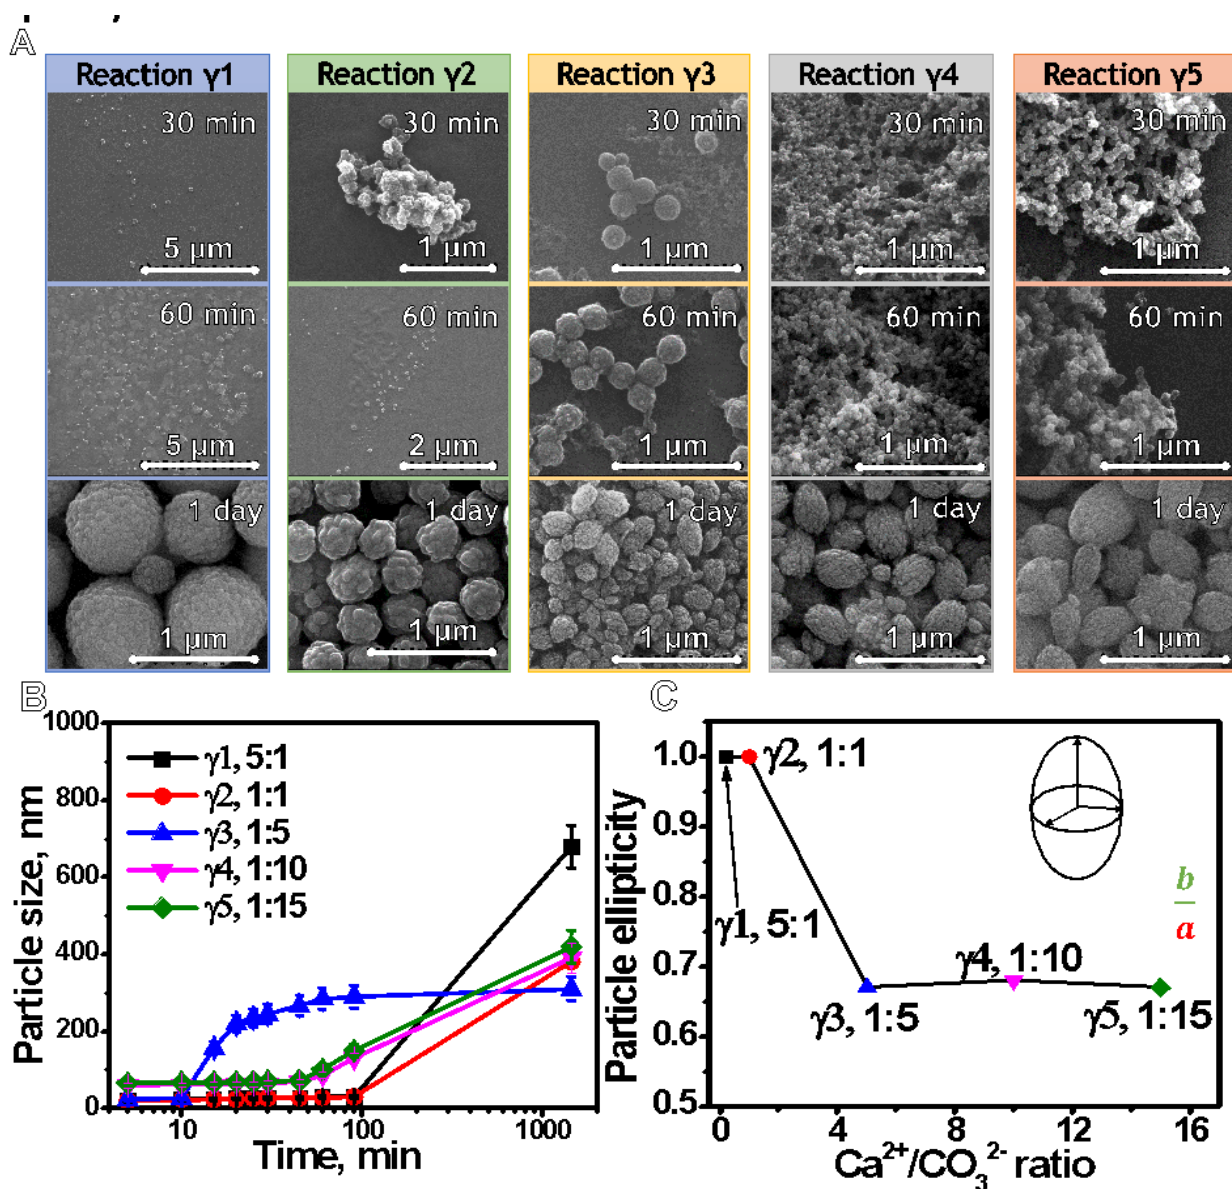 A
Reaction γ1
Reaction γ2
Reaction γ3
Reaction γ4
Reaction γ5
30 min
30 min
30 min
30 min
30 min
5 µm
1 µm
1 µm
1 µm
1 µm
60 min
60 min
60 min
60 min
60 min
5 µm
2 µm
1 µm
1 µm
1 µm
1 day
1 day
1 day
1 day
1 day
1 µm
1 µm
1 µm
1 µm
1 µm
B
1000
800
600
400
200
0
Particle size, nm
γ1, 5:1
γ2, 1:1
γ3, 1:5
γ4, 1:10
γ5, 1:15
10
100
1000
Time, min
C
1.0
0.9
0.8
0.7
0.6
0.5
Particle ellipticity
γ2, 1:1
γ1, 5:1
γ4, 1:10
γ3, 1:5
γ5, 1:15
b
a
0
4
8
12
16
Ca²⁺/CO₃²⁻ ratio